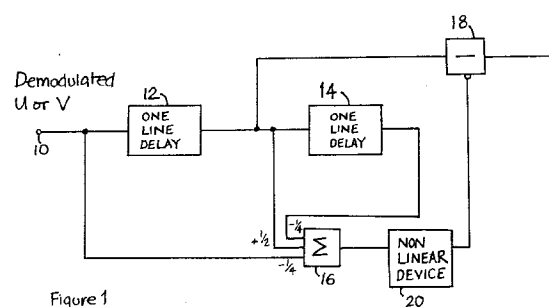 18
Demodulated
U or V
12
14
10
ONE
LINE
DELAY
ONE
LINE
DELAY
-1/4
+1/2
-1/4
Σ
16
NON
LINEAR
DEVICE
20
Figure 1